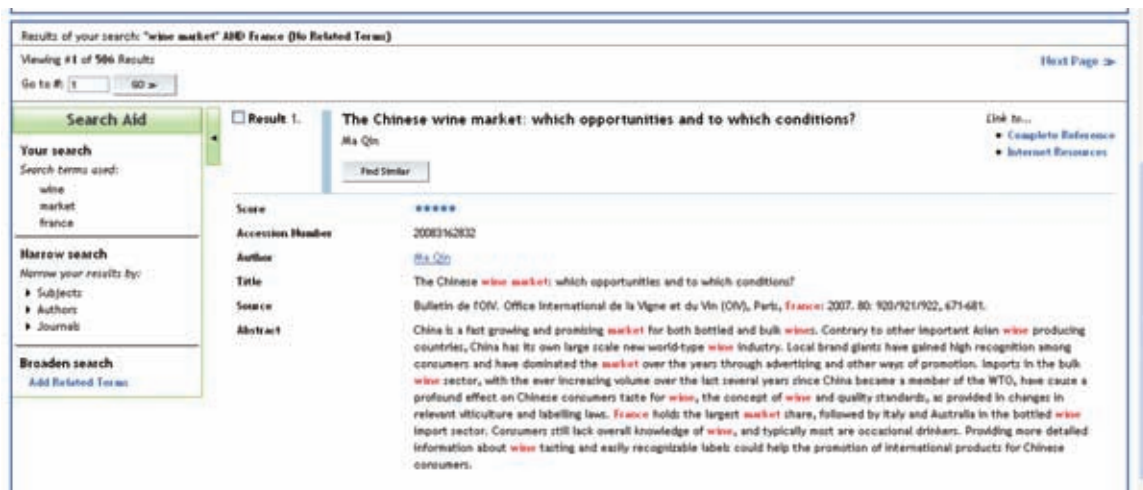 Results of your search: "wine market" AND France (No Related Terms)
Viewing #1 of 506 Results
Next Page >>
Go to #: 1 GO >>
Search Aid
Your search
Search terms used:
wine
market
france
Narrow search
Narrow your results by:
Subjects
Authors
Journals
Broaden search
Add Related Terms
Result 1.
The Chinese wine market: which opportunities and to which conditions?
Ma Qin
Find Similar
Link to...
Complete Reference
Internet Resources
Score *****
Accession Number 20083162832
Author Ma Qin
Title The Chinese wine market: which opportunities and to which conditions?
Source Bulletin de l'OIV. Office International de la Vigne et du Vin (OIV), Paris, France: 2007. 80: 920/921/922, 671-681.
Abstract China is a fast growing and promising market for both bottled and bulk wines. Contrary to other important Asian wine producing
countries, China has its own large scale new world-type wine industry. Local brand giants have gained high recognition among
consumers and have dominated the market over the years through advertizing and other ways of promotion. Imports in the bulk
wine sector, with the ever increasing volume over the last several years since China became a member of the WTO, have cause a
profound effect on Chinese consumers taste for wine, the concept of wine and quality standards, as provided in changes in
relevant viticulture and labelling laws. France holds the largest market share, followed by Italy and Australia in the bottled wine
import sector. Consumers still lack overall knowledge of wine, and typically most are occasional drinkers. Providing more detailed
information about wine tasting and easily recognizable labels could help the promotion of international products for Chinese
consumers.